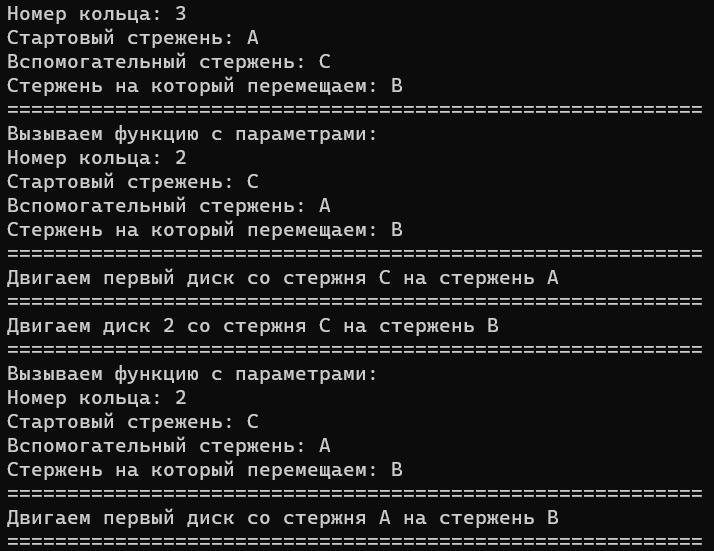 Номер кольца: 3
Стартовый стрежень: A
Вспомогательный стержень: C
Стержень на который перемещаем: B
==========================================================
Вызываем функцию с параметрами:
Номер кольца: 2
Стартовый стрежень: C
Вспомогательный стержень: A
Стержень на который перемещаем: B
==========================================================
Двигаем первый диск со стержня C на стержень A
==========================================================
Двигаем диск 2 со стержня C на стержень B
==========================================================
Вызываем функцию с параметрами:
Номер кольца: 2
Стартовый стрежень: C
Вспомогательный стержень: A
Стержень на который перемещаем: B
==========================================================
Двигаем первый диск со стержня A на стержень B
==========================================================